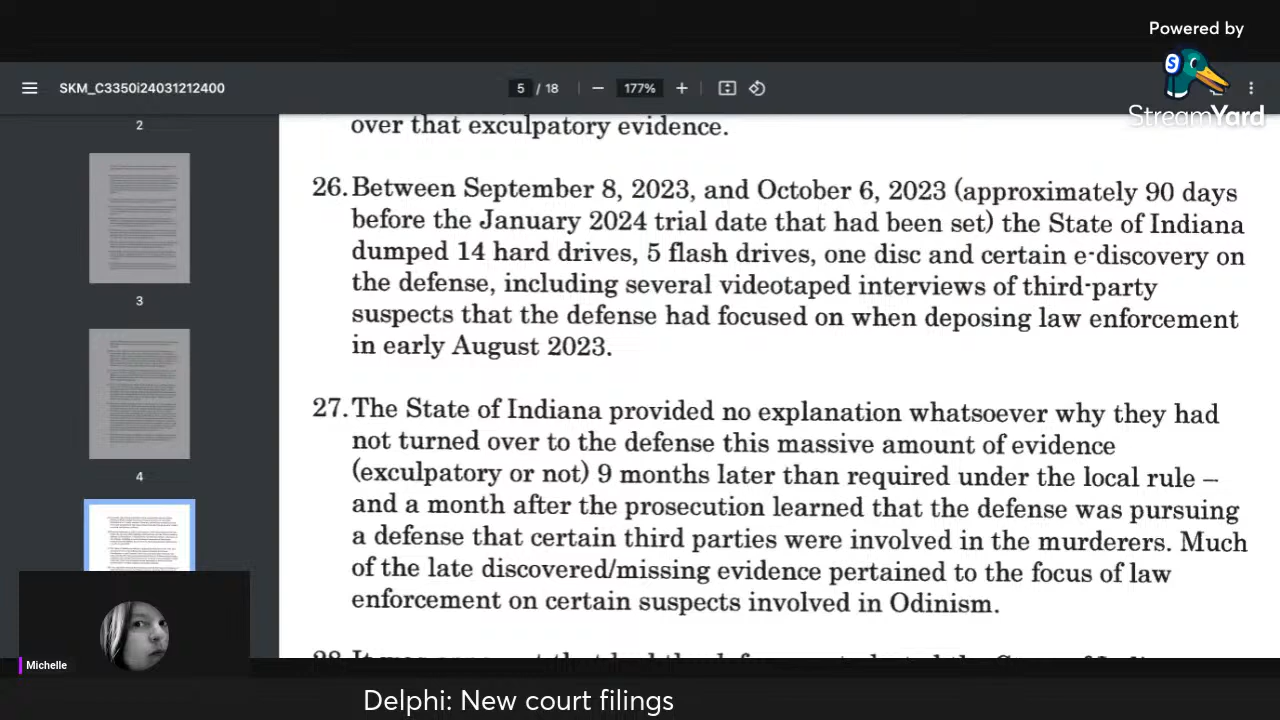 Powered by
StreamYard
SKM_C3350i24031212400
5 / 18
177%
2
3
4
over that exculpatory evidence.
26. Between September 8, 2023, and October 6, 2023 (approximately 90 days
before the January 2024 trial date that had been set) the State of Indiana
dumped 14 hard drives, 5 flash drives, one disc and certain e-discovery on
the defense, including several videotaped interviews of third-party
suspects that the defense had focused on when deposing law enforcement
in early August 2023.
27. The State of Indiana provided no explanation whatsoever why they had
not turned over to the defense this massive amount of evidence
(exculpatory or not) 9 months later than required under the local rule –
and a month after the prosecution learned that the defense was pursuing
a defense that certain third parties were involved in the murderers. Much
of the late discovered/missing evidence pertained to the focus of law
enforcement on certain suspects involved in Odinism.
Michelle
Delphi: New court filings